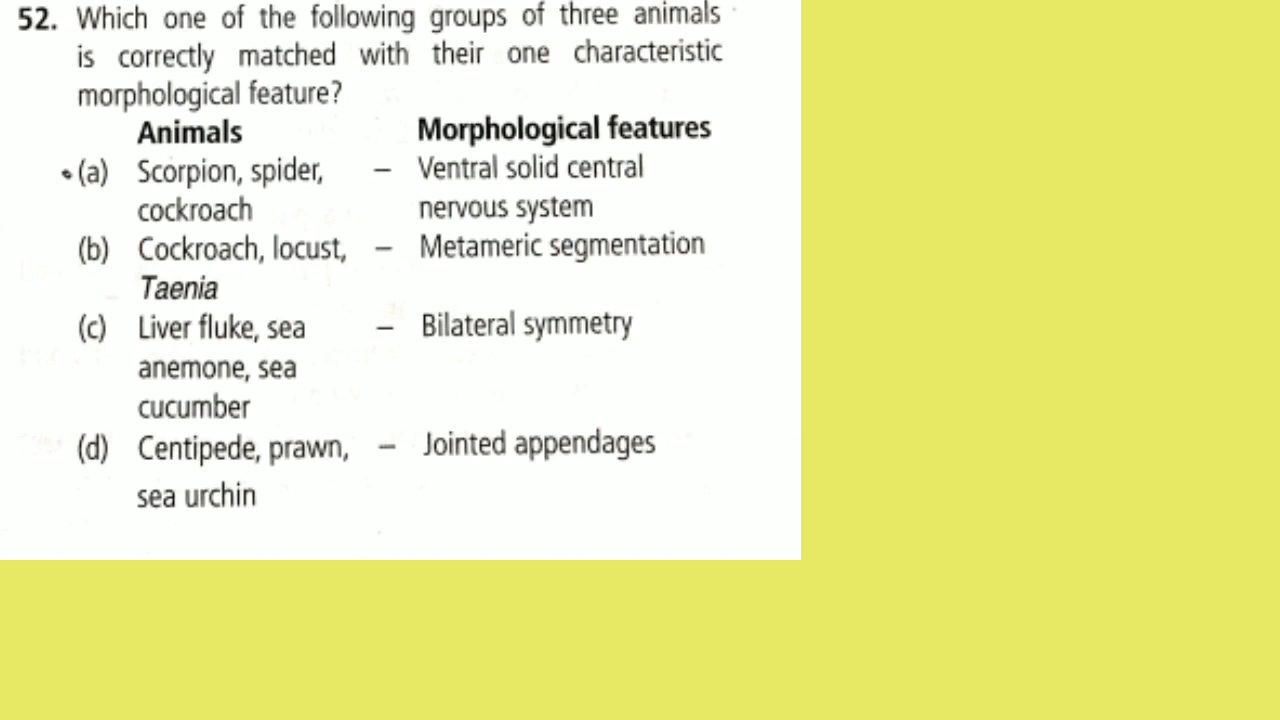 52. Which one of the following groups of three animals
is correctly matched with their one characteristic
morphological feature?
Animals Morphological features
(a) Scorpion, spider, – Ventral solid central
cockroach nervous system
(b) Cockroach, locust, – Metameric segmentation
Taenia
(c) Liver fluke, sea – Bilateral symmetry
anemone, sea
cucumber
(d) Centipede, prawn, – Jointed appendages
sea urchin